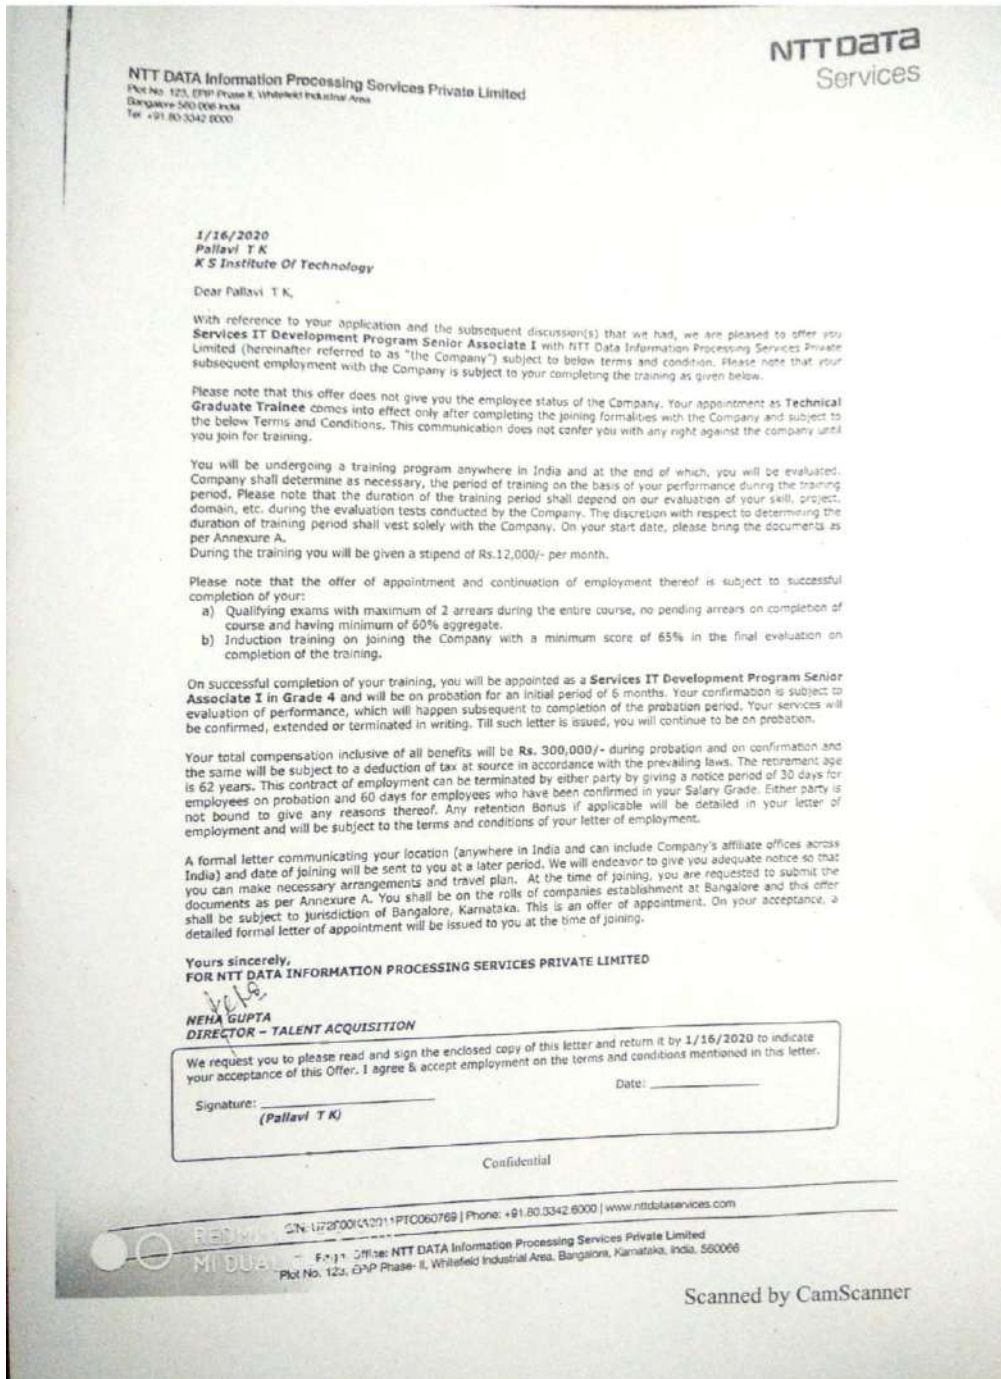 NTT DATA
Services
NTT DATA Information Processing Services Private Limited
Plot No. 123, EPIP Phase II, Whitefield Industrial Area
Bangalore 560 066 India
Tel: +91.80.3342 6000
1/16/2020
Pallavi T K
K S Institute Of Technology
Dear Pallavi T K,
With reference to your application and the subsequent discussion(s) that we had, we are pleased to offer you
Services IT Development Program Senior Associate I with NTT Data Information Processing Services Private
Limited (hereinafter referred to as "the Company") subject to below terms and condition. Please note that your
subsequent employment with the Company is subject to your completing the training as given below.
Please note that this offer does not give you the employee status of the Company. Your appointment as Technical
Graduate Trainee comes into effect only after completing the joining formalities with the Company and subject to
the below Terms and Conditions. This communication does not confer you with any right against the company until
you join for training.
You will be undergoing a training program anywhere in India and at the end of which, you will be evaluated.
Company shall determine as necessary, the period of training on the basis of your performance during the training
period. Please note that the duration of the training period shall depend on our evaluation of your skill, project,
domain, etc. during the evaluation tests conducted by the Company. The discretion with respect to determining the
duration of training period shall vest solely with the Company. On your start date, please bring the documents as
per Annexure A.
During the training you will be given a stipend of Rs.12,000/- per month.
Please note that the offer of appointment and continuation of employment thereof is subject to successful
completion of your:
a) Qualifying exams with maximum of 2 arrears during the entire course, no pending arrears on completion of
course and having minimum of 60% aggregate.
b) Induction training on joining the Company with a minimum score of 65% in the final evaluation on
completion of the training.
On successful completion of your training, you will be appointed as a Services IT Development Program Senior
Associate I in Grade 4 and will be on probation for an initial period of 6 months. Your confirmation is subject to
evaluation of performance, which will happen subsequent to completion of the probation period. Your services will
be confirmed, extended or terminated in writing. Till such letter is issued, you will continue to be on probation.
Your total compensation inclusive of all benefits will be Rs. 300,000/- during probation and on confirmation and
the same will be subject to a deduction of tax at source in accordance with the prevailing laws. The retirement age
is 62 years. This contract of employment can be terminated by either party by giving a notice period of 30 days for
employees on probation and 60 days for employees who have been confirmed in your Salary Grade. Either party is
not bound to give any reasons thereof. Any retention Bonus if applicable will be detailed in your letter of
employment and will be subject to the terms and conditions of your letter of employment.
A formal letter communicating your location (anywhere in India and can include Company's affiliate offices across
India) and date of joining will be sent to you at a later period. We will endeavor to give you adequate notice so that
you can make necessary arrangements and travel plan. At the time of joining, you are requested to submit the
documents as per Annexure A. You shall be on the rolls of companies establishment at Bangalore and this offer
shall be subject to jurisdiction of Bangalore, Karnataka. This is an offer of appointment. On your acceptance, a
detailed formal letter of appointment will be issued to you at the time of joining.
Yours sincerely,
FOR NTT DATA INFORMATION PROCESSING SERVICES PRIVATE LIMITED
Neha
NEHA GUPTA
DIRECTOR – TALENT ACQUISITION
We request you to please read and sign the enclosed copy of this letter and return it by 1/16/2020 to indicate
your acceptance of this Offer. I agree & accept employment on the terms and conditions mentioned in this letter.
Signature: Date:
(Pallavi T K)
Confidential
| Phone: +91.80.3342 6000 | www.nttdataservices.com
Office: NTT DATA Information Processing Services Private Limited
Plot No. 123, EPIP Phase- II, Whitefield Industrial Area, Bangalore, Karnataka, India, 560066
REDMI
MI DUAL
Scanned by CamScanner